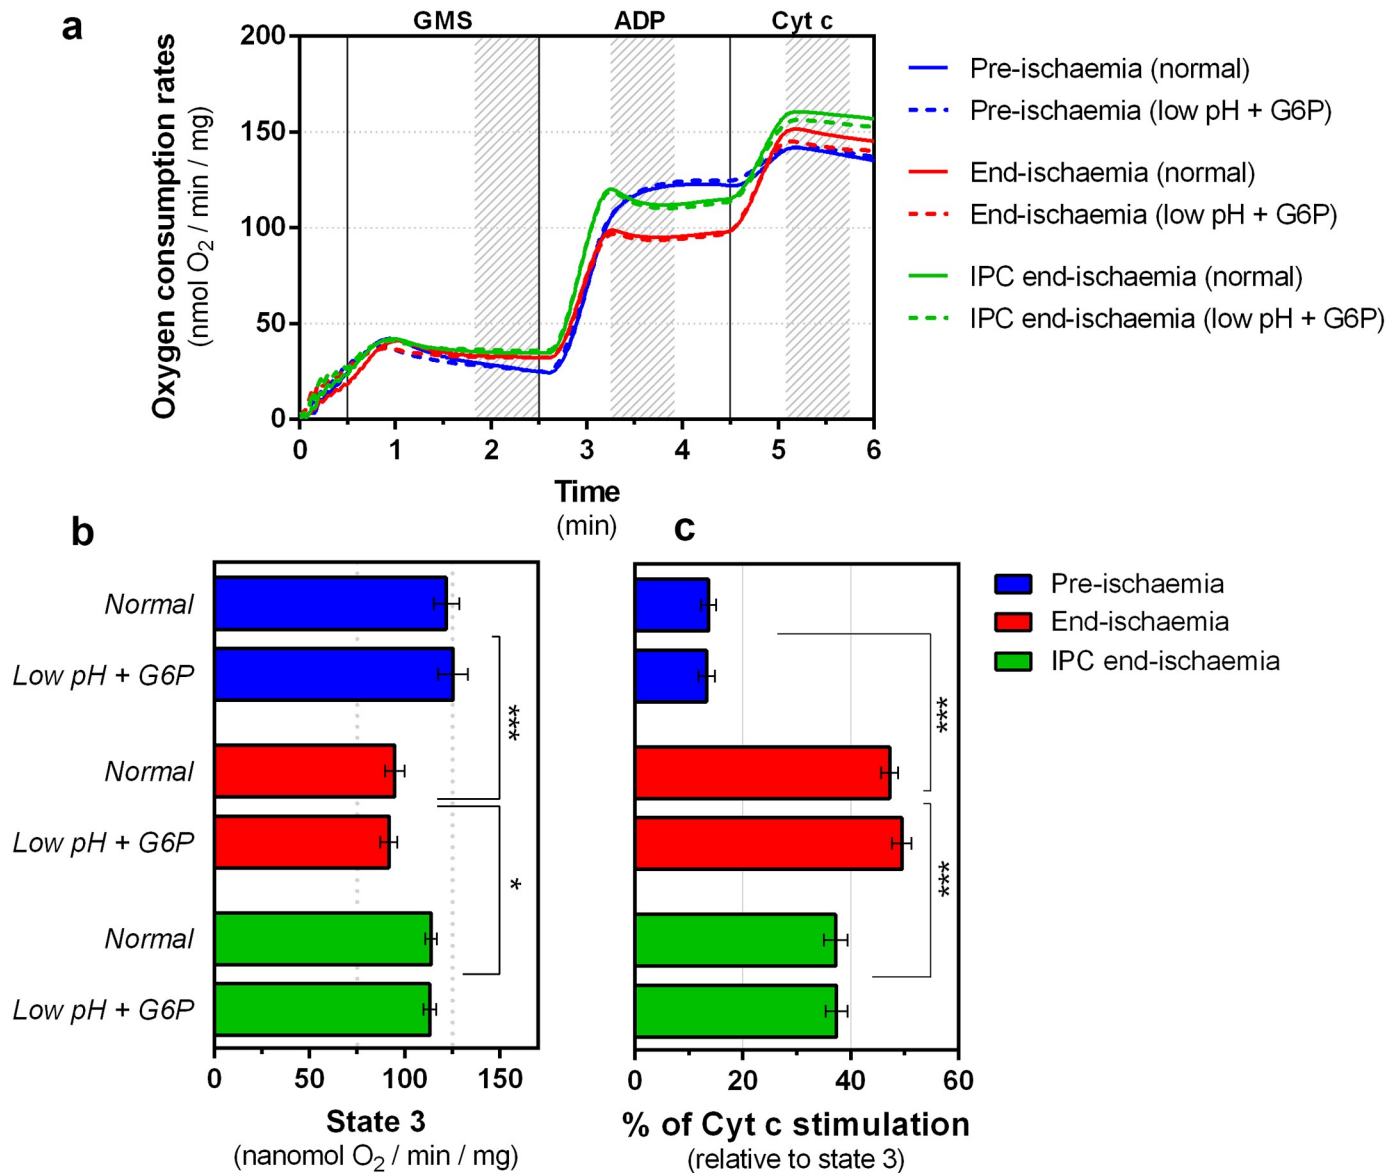 a
GMS ADP Cyt c
Oxygen consumption rates
(nmol O2 / min / mg)
200
150
100
50
0
0 1 2 3 4 5 6
Time
(min)
Pre-ischaemia (normal)
Pre-ischaemia (low pH + G6P)
End-ischaemia (normal)
End-ischaemia (low pH + G6P)
IPC end-ischaemia (normal)
IPC end-ischaemia (low pH + G6P)
b
Normal
Low pH + G6P
Normal
Low pH + G6P
Normal
Low pH + G6P
***
*
0 50 100 150
State 3
(nanomol O2 / min / mg)
c
***
***
0 20 40 60
% of Cyt c stimulation
(relative to state 3)
Pre-ischaemia
End-ischaemia
IPC end-ischaemia